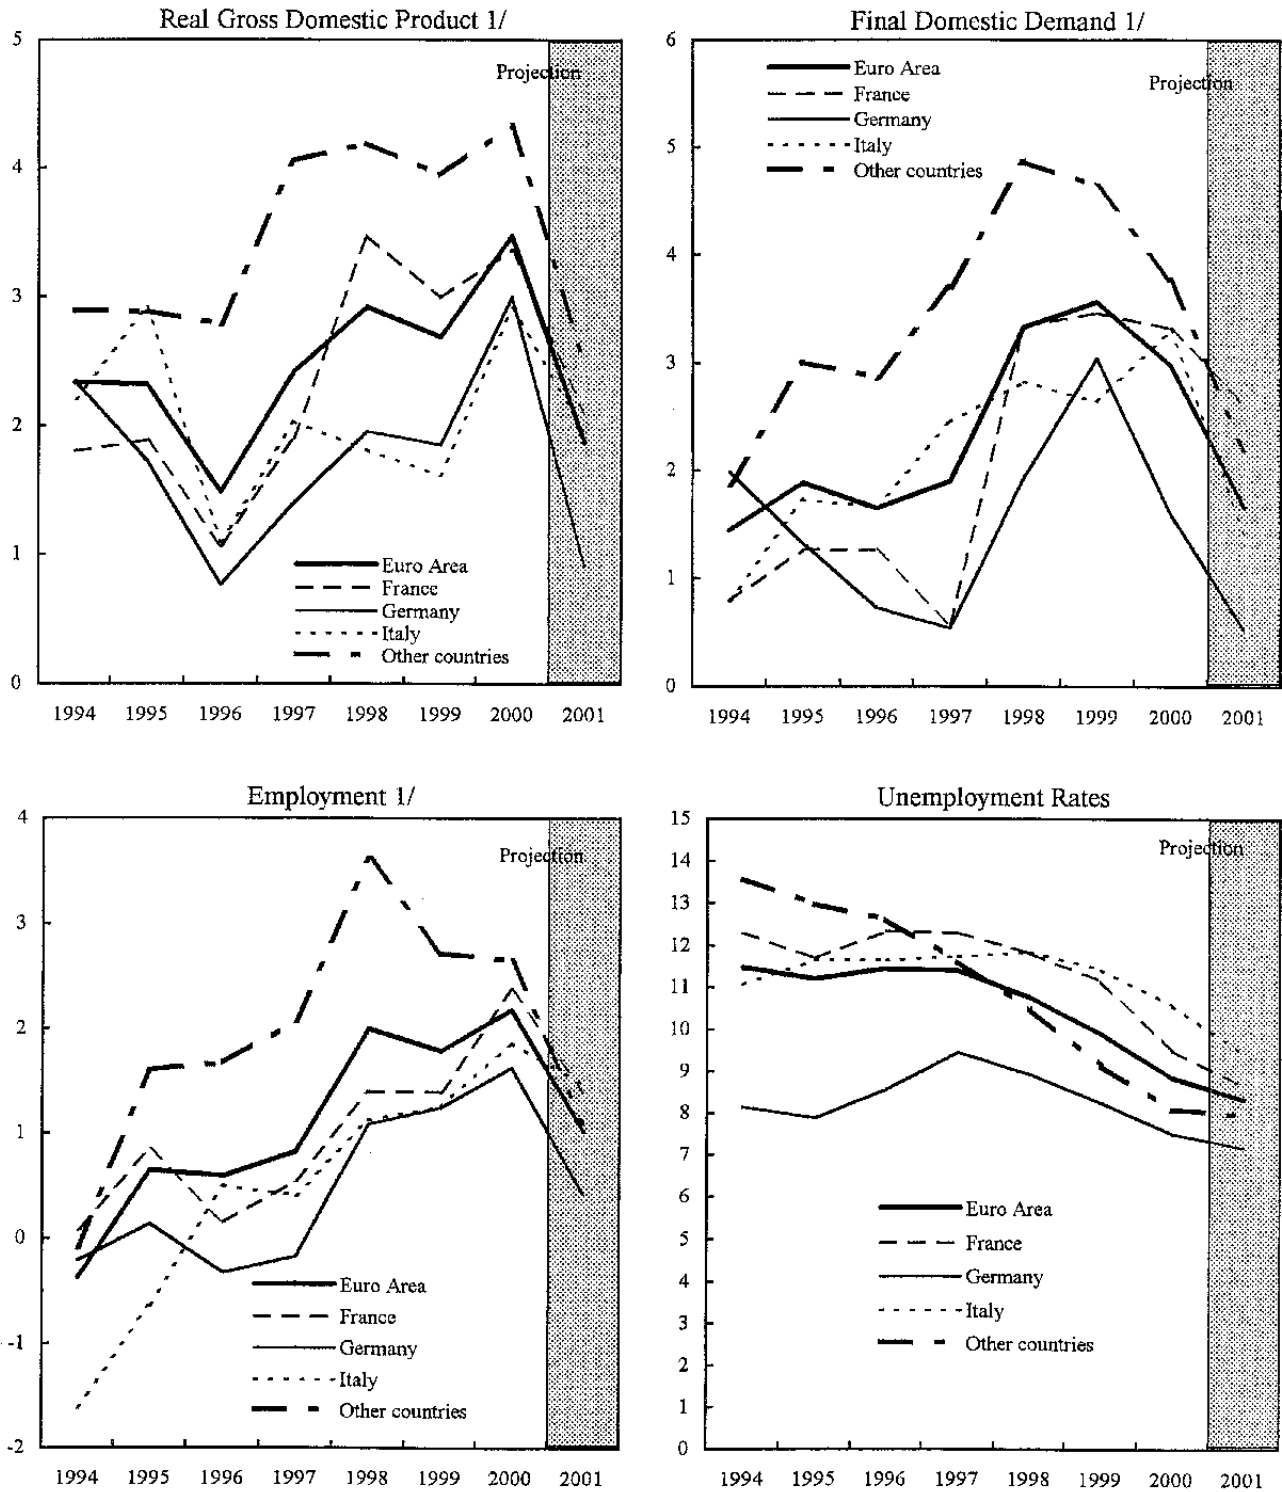 Real Gross Domestic Product 1/
5
4
3
2
1
0
Projection
Euro Area
France
Germany
Italy
Other countries
1994 1995 1996 1997 1998 1999 2000 2001
Final Domestic Demand 1/
6
5
4
3
2
1
0
Projection
Euro Area
France
Germany
Italy
Other countries
1994 1995 1996 1997 1998 1999 2000 2001
Employment 1/
4
3
2
1
0
-1
-2
Projection
Euro Area
France
Germany
Italy
Other countries
1994 1995 1996 1997 1998 1999 2000 2001
Unemployment Rates
15
14
13
12
11
10
9
8
7
6
5
4
3
2
1
0
Projection
Euro Area
France
Germany
Italy
Other countries
1994 1995 1996 1997 1998 1999 2000 2001